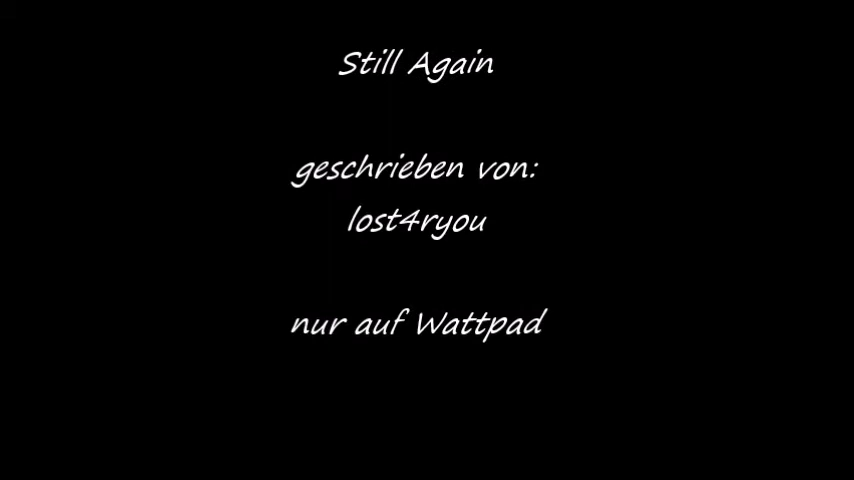 Still Again
geschrieben von:
lost4ryou
nur auf Wattpad